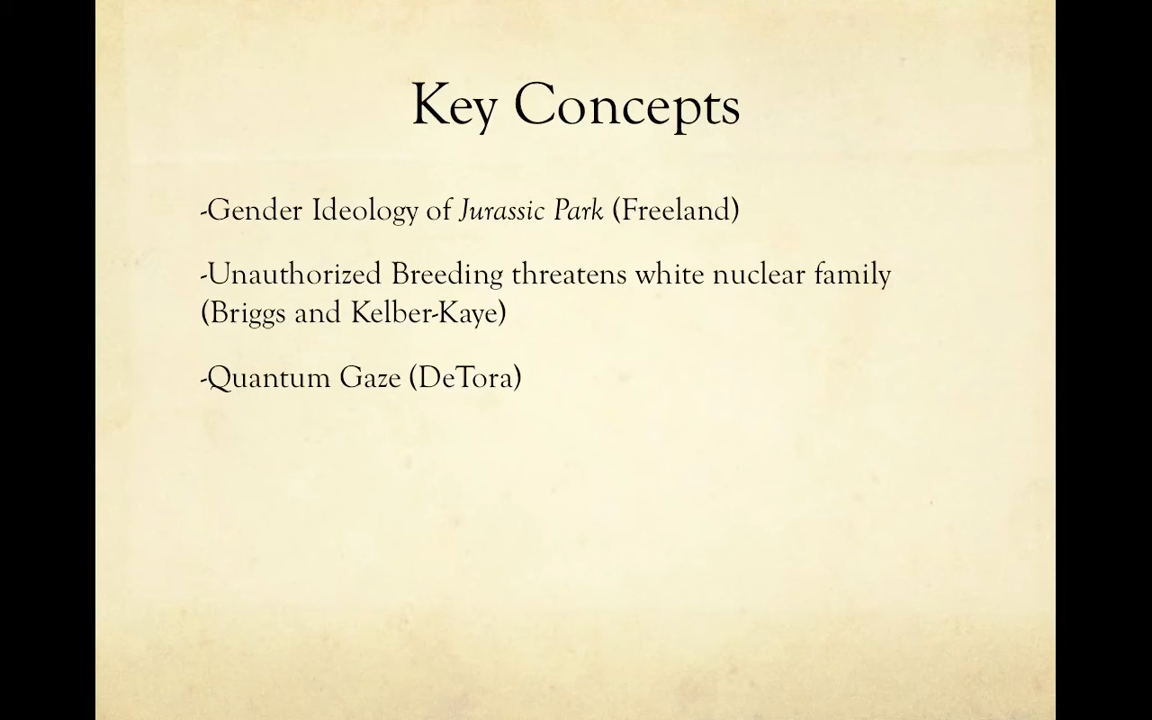 Key Concepts
-Gender Ideology of Jurassic Park (Freeland)
-Unauthorized Breeding threatens white nuclear family
(Briggs and Kelber-Kaye)
-Quantum Gaze (DeTora)